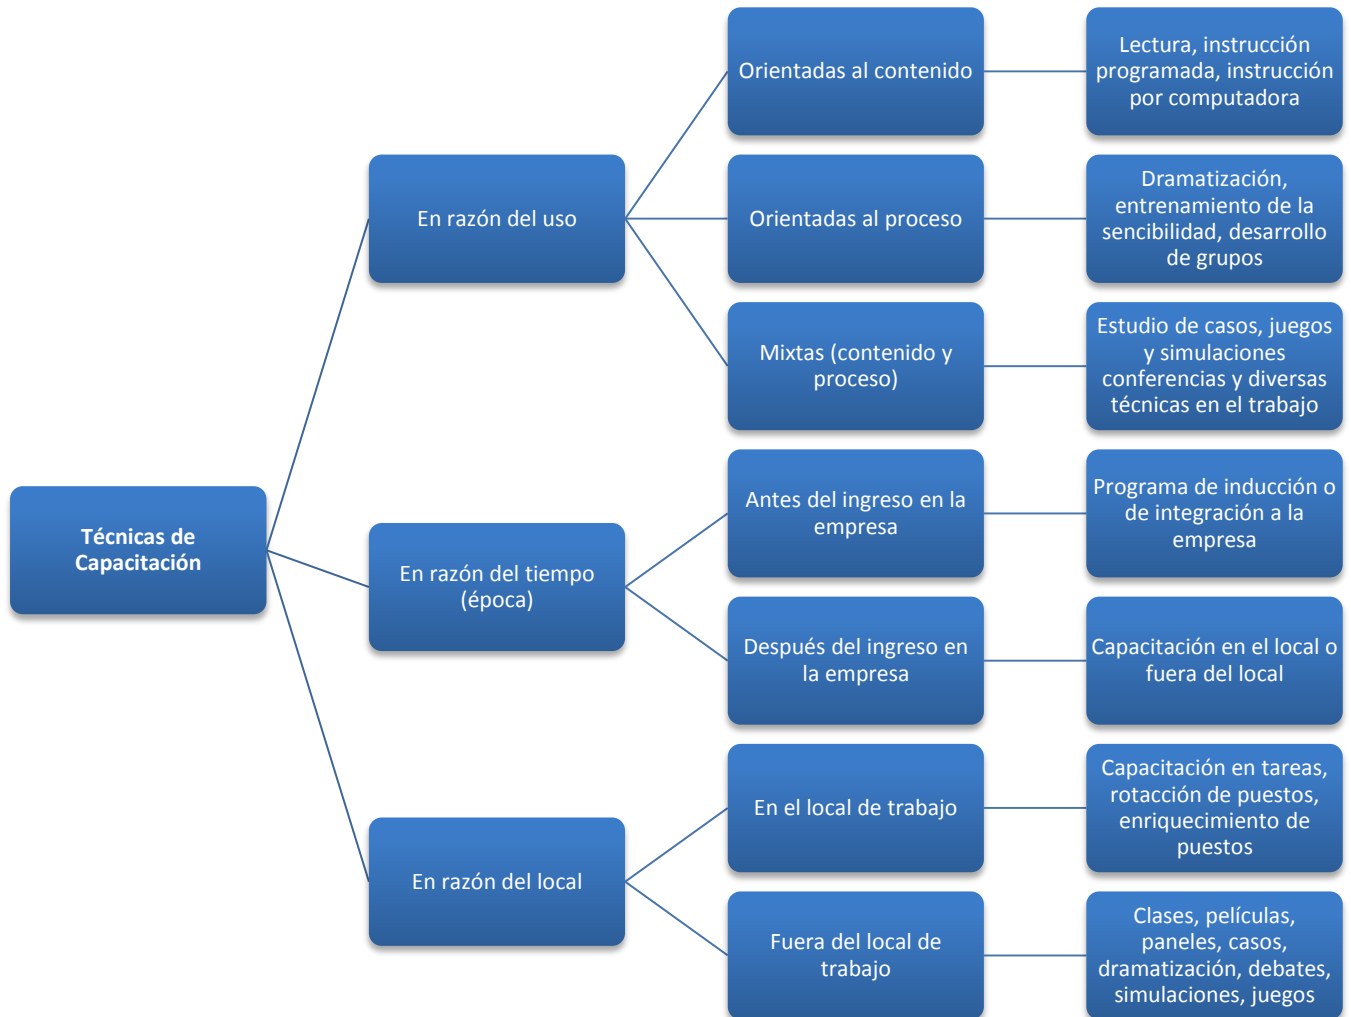 Técnicas de
Capacitación
En razón del uso
Orientadas al contenido
Lectura, instrucción
programada, instrucción
por computadora
Orientadas al proceso
Dramatización,
entrenamiento de la
sencibilidad, desarrollo
de grupos
Mixtas (contenido y
proceso)
Estudio de casos, juegos
y simulaciones
conferencias y diversas
técnicas en el trabajo
En razón del tiempo
(época)
Antes del ingreso en la
empresa
Programa de inducción o
de integración a la
empresa
Después del ingreso en
la empresa
Capacitación en el local o
fuera del local
En razón del local
En el local de trabajo
Capacitación en tareas,
rotacción de puestos,
enriquecimiento de
puestos
Fuera del local de
trabajo
Clases, películas,
paneles, casos,
dramatización, debates,
simulaciones, juegos